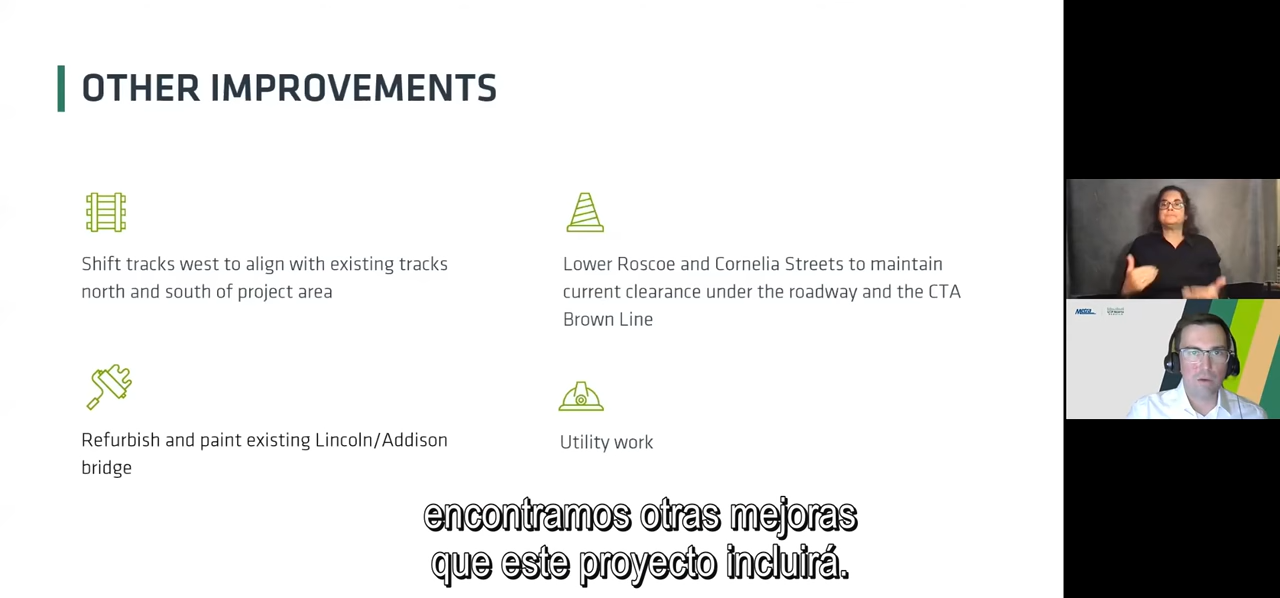 OTHER IMPROVEMENTS
Shift tracks west to align with existing tracks
north and south of project area
Lower Roscoe and Cornelia Streets to maintain
current clearance under the roadway and the CTA
Brown Line
Refurbish and paint existing Lincoln/Addison
bridge
Utility work
encontramos otras mejoras
que este proyecto incluirá.
Metra